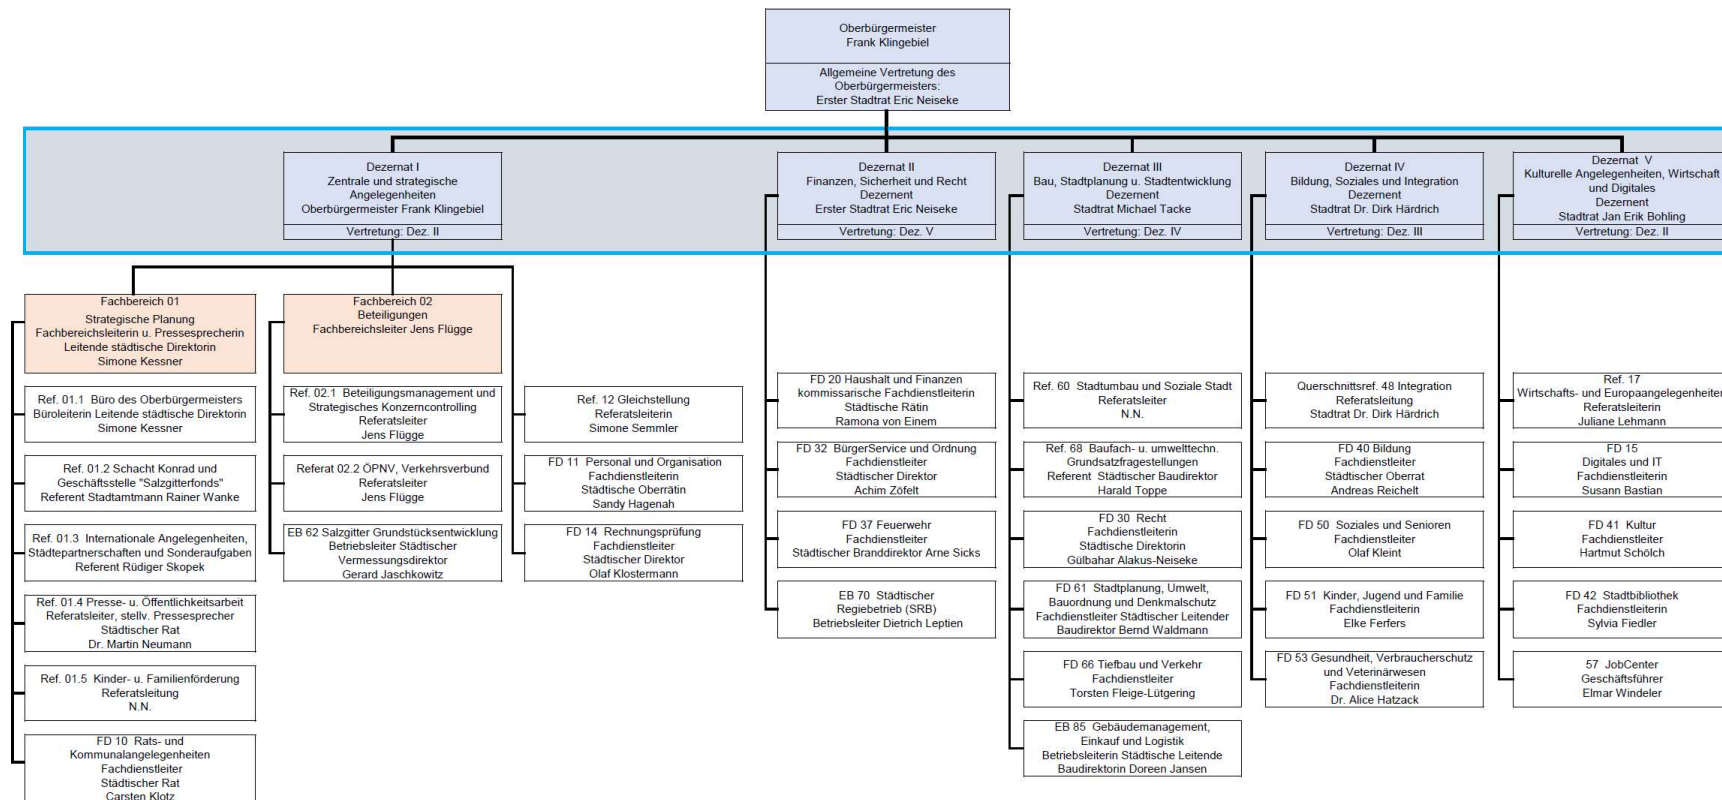 Oberbürgermeister
Frank Klingebiel
Allgemeine Vertretung des
Oberbürgermeisters:
Erster Stadtrat Eric Neiseke
Dezernat I
Zentrale und strategische
Angelegenheiten
Oberbürgermeister Frank Klingebiel
Vertretung: Dez. II
Dezernat II
Finanzen, Sicherheit und Recht
Dezernent
Erster Stadtrat Eric Neiseke
Vertretung: Dez. V
Dezernat III
Bau, Stadtplanung u. Stadtentwicklung
Dezernent
Stadtrat Michael Tacke
Vertretung: Dez. IV
Dezernat IV
Bildung, Soziales und Integration
Dezernent
Stadtrat Dr. Dirk Härdrich
Vertretung: Dez. III
Dezernat V
Kulturelle Angelegenheiten, Wirtschaft
und Digitales
Dezernent
Stadtrat Jan Erik Bohling
Vertretung: Dez. II
Fachbereich 01
Strategische Planung
Fachbereichsleiterin u. Pressesprecherin
Leitende städtische Direktorin
Simone Kessner
Ref. 01.1 Büro des Oberbürgermeisters
Büroleiterin Leitende städtische Direktorin
Simone Kessner
Ref. 01.2 Schacht Konrad und
Geschäftsstelle "Salzgitterfonds"
Referent Stadtamtmann Rainer Wanke
Ref. 01.3 Internationale Angelegenheiten,
Städtepartnerschaften und Sonderaufgaben
Referent Rüdiger Skopek
Ref. 01.4 Presse- u. Öffentlichkeitsarbeit
Referatsleiter, stellv. Pressesprecher
Städtischer Rat
Dr. Martin Neumann
Ref. 01.5 Kinder- u. Familienförderung
Referatsleitung
N.N.
FD 10 Rats- und
Kommunalangelegenheiten
Fachdienstleiter
Städtischer Rat
Carsten Klotz
Fachbereich 02
Beteiligungen
Fachbereichsleiter Jens Flügge
Ref. 02.1 Beteiligungsmanagement und
Strategisches Konzerncontrolling
Referatsleiter
Jens Flügge
Referat 02.2 ÖPNV, Verkehrsverbund
Referatsleiter
Jens Flügge
EB 62 Salzgitter Grundstücksentwicklung
Betriebsleiter Städtischer
Vermessungsdirektor
Gerard Jaschkowitz
Ref. 12 Gleichstellung
Referatsleiterin
Simone Semmler
FD 11 Personal und Organisation
Fachdienstleiterin
Städtische Oberrätin
Sandy Hagenah
FD 14 Rechnungsprüfung
Fachdienstleiter
Städtischer Direktor
Olaf Klostermann
FD 20 Haushalt und Finanzen
kommissarische Fachdienstleiterin
Städtische Rätin
Ramona von Einem
FD 32 BürgerService und Ordnung
Fachdienstleiter
Städtischer Direktor
Achim Zöfelt
FD 37 Feuerwehr
Fachdienstleiter
Städtischer Branddirektor Arne Sicks
EB 70 Städtischer
Regiebetrieb (SRB)
Betriebsleiter Dietrich Leptien
Ref. 60 Stadtumbau und Soziale Stadt
Referatsleiter
N.N.
Ref. 68 Baufach- u. umwelttechn.
Grundsatzfragestellungen
Referent Städtischer Baudirektor
Harald Toppe
FD 30 Recht
Fachdienstleiterin
Städtische Direktorin
Gülbahar Alakus-Neiseke
FD 61 Stadtplanung, Umwelt,
Bauordnung und Denkmalschutz
Fachdienstleiter Städtischer Leitender
Baudirektor Bernd Waldmann
FD 66 Tiefbau und Verkehr
Fachdienstleiter
Torsten Fleige-Lütgering
EB 85 Gebäudemanagement,
Einkauf und Logistik
Betriebsleiterin Städtische Leitende
Baudirektorin Doreen Jansen
Querschnittsref. 48 Integration
Referatsleitung
Stadtrat Dr. Dirk Härdrich
FD 40 Bildung
Fachdienstleiter
Städtischer Oberrat
Andreas Reichelt
FD 50 Soziales und Senioren
Fachdienstleiter
Olaf Kleint
FD 51 Kinder, Jugend und Familie
Fachdienstleiterin
Elke Ferfers
FD 53 Gesundheit, Verbraucherschutz
und Veterinärwesen
Fachdienstleiterin
Dr. Alice Hatzack
Ref. 17
Wirtschafts- und Europaangelegenheiten
Referatsleiterin
Juliane Lehmann
FD 15
Digitales und IT
Fachdienstleiterin
Susann Bastian
FD 41 Kultur
Fachdienstleiter
Hartmut Schölch
FD 42 Stadtbibliothek
Fachdienstleiterin
Sylvia Fiedler
57 JobCenter
Geschäftsführer
Elmar Windeler